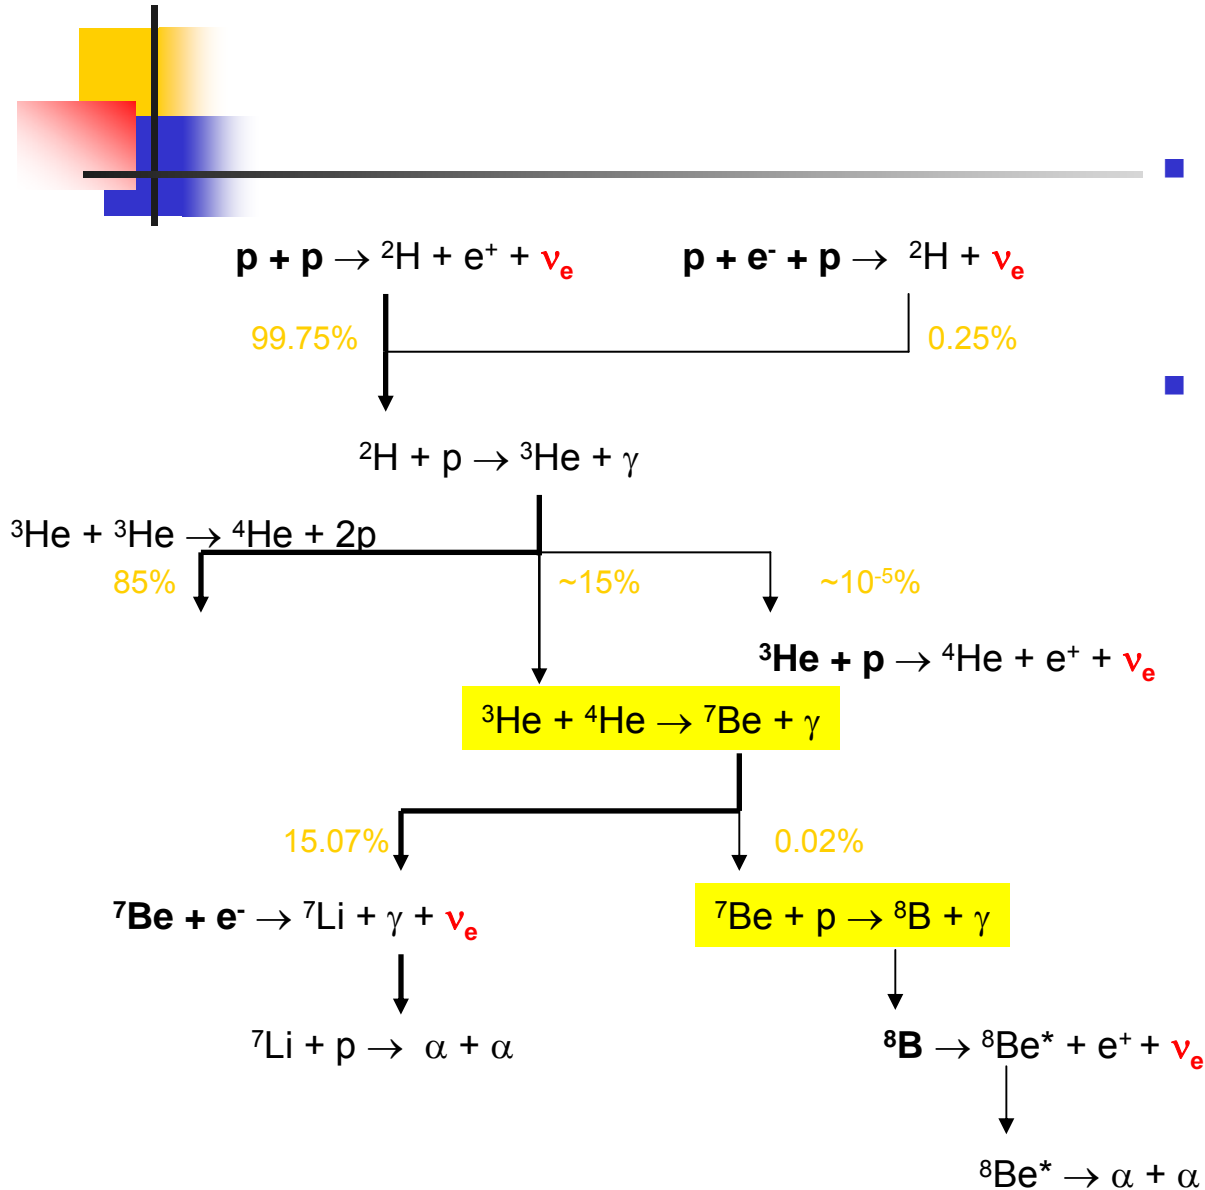 p + p → ²H + e⁺ + νₑ    p + e⁻ + p → ²H + νₑ
99.75%    0.25%
²H + p → ³He + γ
³He + ³He → ⁴He + 2p
85%    ~15%    ~10⁻⁵%
³He + p → ⁴He + e⁺ + νₑ
³He + ⁴He → ⁷Be + γ
15.07%    0.02%
⁷Be + e⁻ → ⁷Li + γ + νₑ    ⁷Be + p → ⁸B + γ
⁷Li + p → α + α    ⁸B → ⁸Be* + e⁺ + νₑ
⁸Be* → α + α